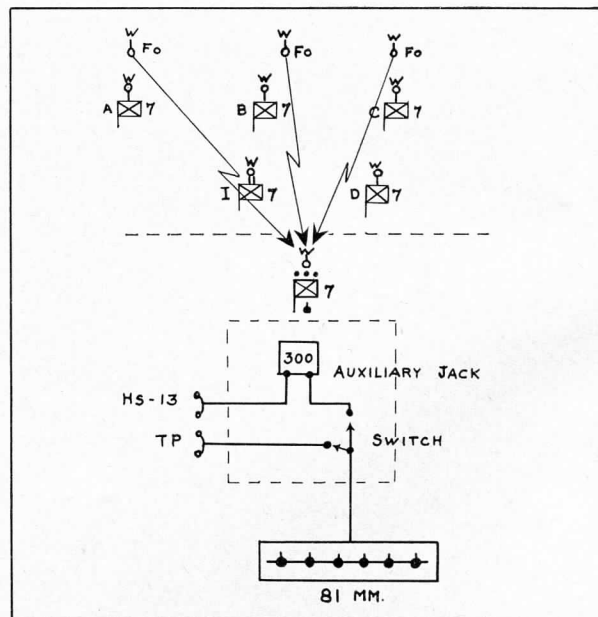 W W W
Fo Fo Fo
W W W
A 7 B 7 C 7
W W
I 7 D 7
W
7
300 AUXILIARY JACK
HS-13
TP SWITCH
81 MM.